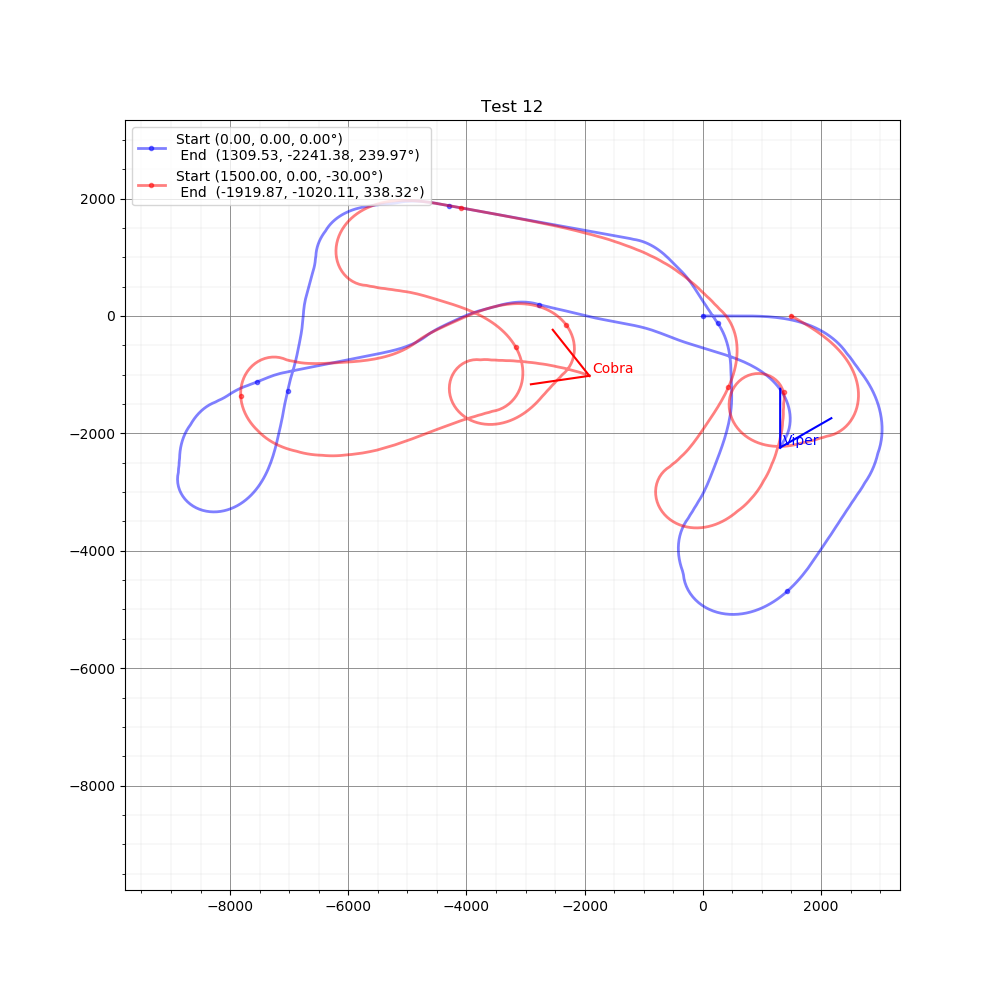 Test 12
Start (0.00, 0.00, 0.00°)
End (1309.53, -2241.38, 239.97°)
Start (1500.00, 0.00, -30.00°)
End (-1919.87, -1020.11, 338.32°)
2000
0
−2000
−4000
−6000
−8000
Cobra
Viper
−8000 −6000 −4000 −2000 0 2000